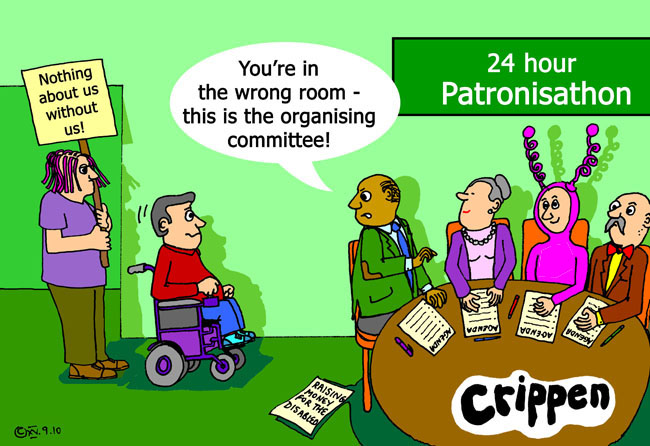 24 hour
Patronisathon
Nothing
about us
without
us!
You're in
the wrong room -
this is the organising
committee!
AGENDA
AGENDA
AGENDA
AGENDA
RAISING
MONEY
FOR THE
DISABLED
Crippen